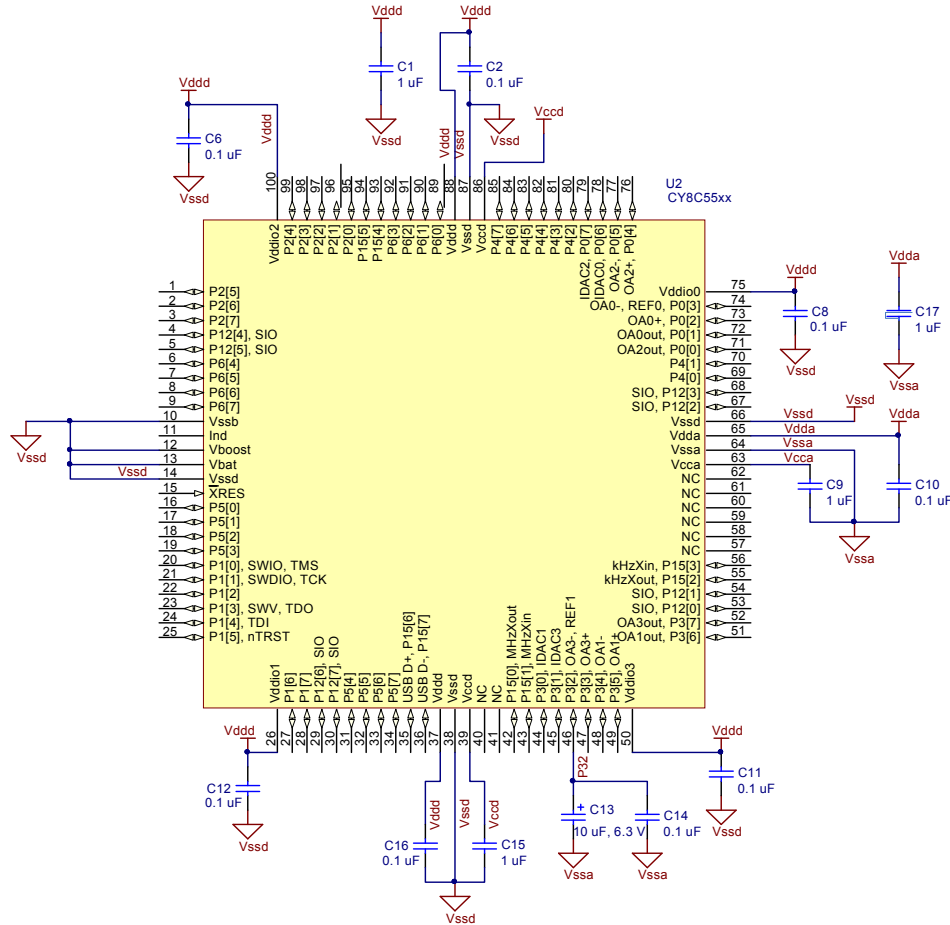 Vddd
C1
1 uF
Vssd
Vddd
C2
0.1 uF
Vssd
Vccd
Vddd
Vssd
Vddd
C6
0.1 uF
Vssd
Vddd
U2
CY8C55xx
100 Vddio2
99 P2[4]
98 P2[3]
97 P2[2]
96 P2[1]
95 P2[0]
94 P15[5]
93 P15[4]
92 P6[3]
91 P6[2]
90 P6[1]
89 P6[0]
88 Vddd
87 Vssd
86 Vccd
85 P4[7]
84 P4[6]
83 P4[5]
82 P4[4]
81 P4[3]
80 P4[2]
79 IDAC2, P0[7]
78 IDAC0, P0[6]
77 OA2-, P0[5]
76 OA2+, P0[4]
1 P2[5]
2 P2[6]
3 P2[7]
4 P12[4], SIO
5 P12[5], SIO
6 P6[4]
7 P6[5]
8 P6[6]
9 P6[7]
10 Vssb
11 Ind
12 Vboost
13 Vbat
14 Vssd
15 XRES
16 P5[0]
17 P5[1]
18 P5[2]
19 P5[3]
20 P1[0], SWIO, TMS
21 P1[1], SWDIO, TCK
22 P1[2]
23 P1[3], SWV, TDO
24 P1[4], TDI
25 P1[5], nTRST
Vssd
Vssd
Vddio0 75
OA0-, REF0, P0[3] 74
OA0+, P0[2] 73
OA0out, P0[1] 72
OA2out, P0[0] 71
P4[1] 70
P4[0] 69
SIO, P12[3] 68
SIO, P12[2] 67
Vssd 66
Vdda 65
Vssa 64
Vcca 63
NC 62
NC 61
NC 60
NC 59
NC 58
NC 57
kHzXin, P15[3] 56
kHzXout, P15[2] 55
SIO, P12[1] 54
SIO, P12[0] 53
OA3out, P3[7] 52
OA1out, P3[6] 51
Vddd
C8
0.1 uF
Vssd
Vdda
C17
1 uF
Vssa
Vssd
Vssd
Vdda
Vdda
Vssa
Vcca
C9
1 uF
C10
0.1 uF
Vssa
26 Vddio1
27 P1[6]
28 P1[7]
29 P12[6], SIO
30 P12[7], SIO
31 P5[4]
32 P5[5]
33 P5[6]
34 P5[7]
35 USB D+, P15[6]
36 USB D-, P15[7]
37 Vddd
38 Vssd
39 Vccd
40 NC
41 NC
42 P15[0], MHzXout
43 P15[1], MHzXin
44 P3[0], IDAC1
45 P3[1], IDAC3
46 P3[2], OA3-, REF1
47 P3[3], OA3+
48 P3[4], OA1-
49 P3[5], OA1+
50 Vddio3
Vddd
C12
0.1 uF
Vssd
Vddd
Vssd
Vccd
C16
0.1 uF
C15
1 uF
Vssd
P32
+
C13
10 uF, 6.3 V
Vssa
C14
0.1 uF
Vssa
Vddd
C11
0.1 uF
Vssd